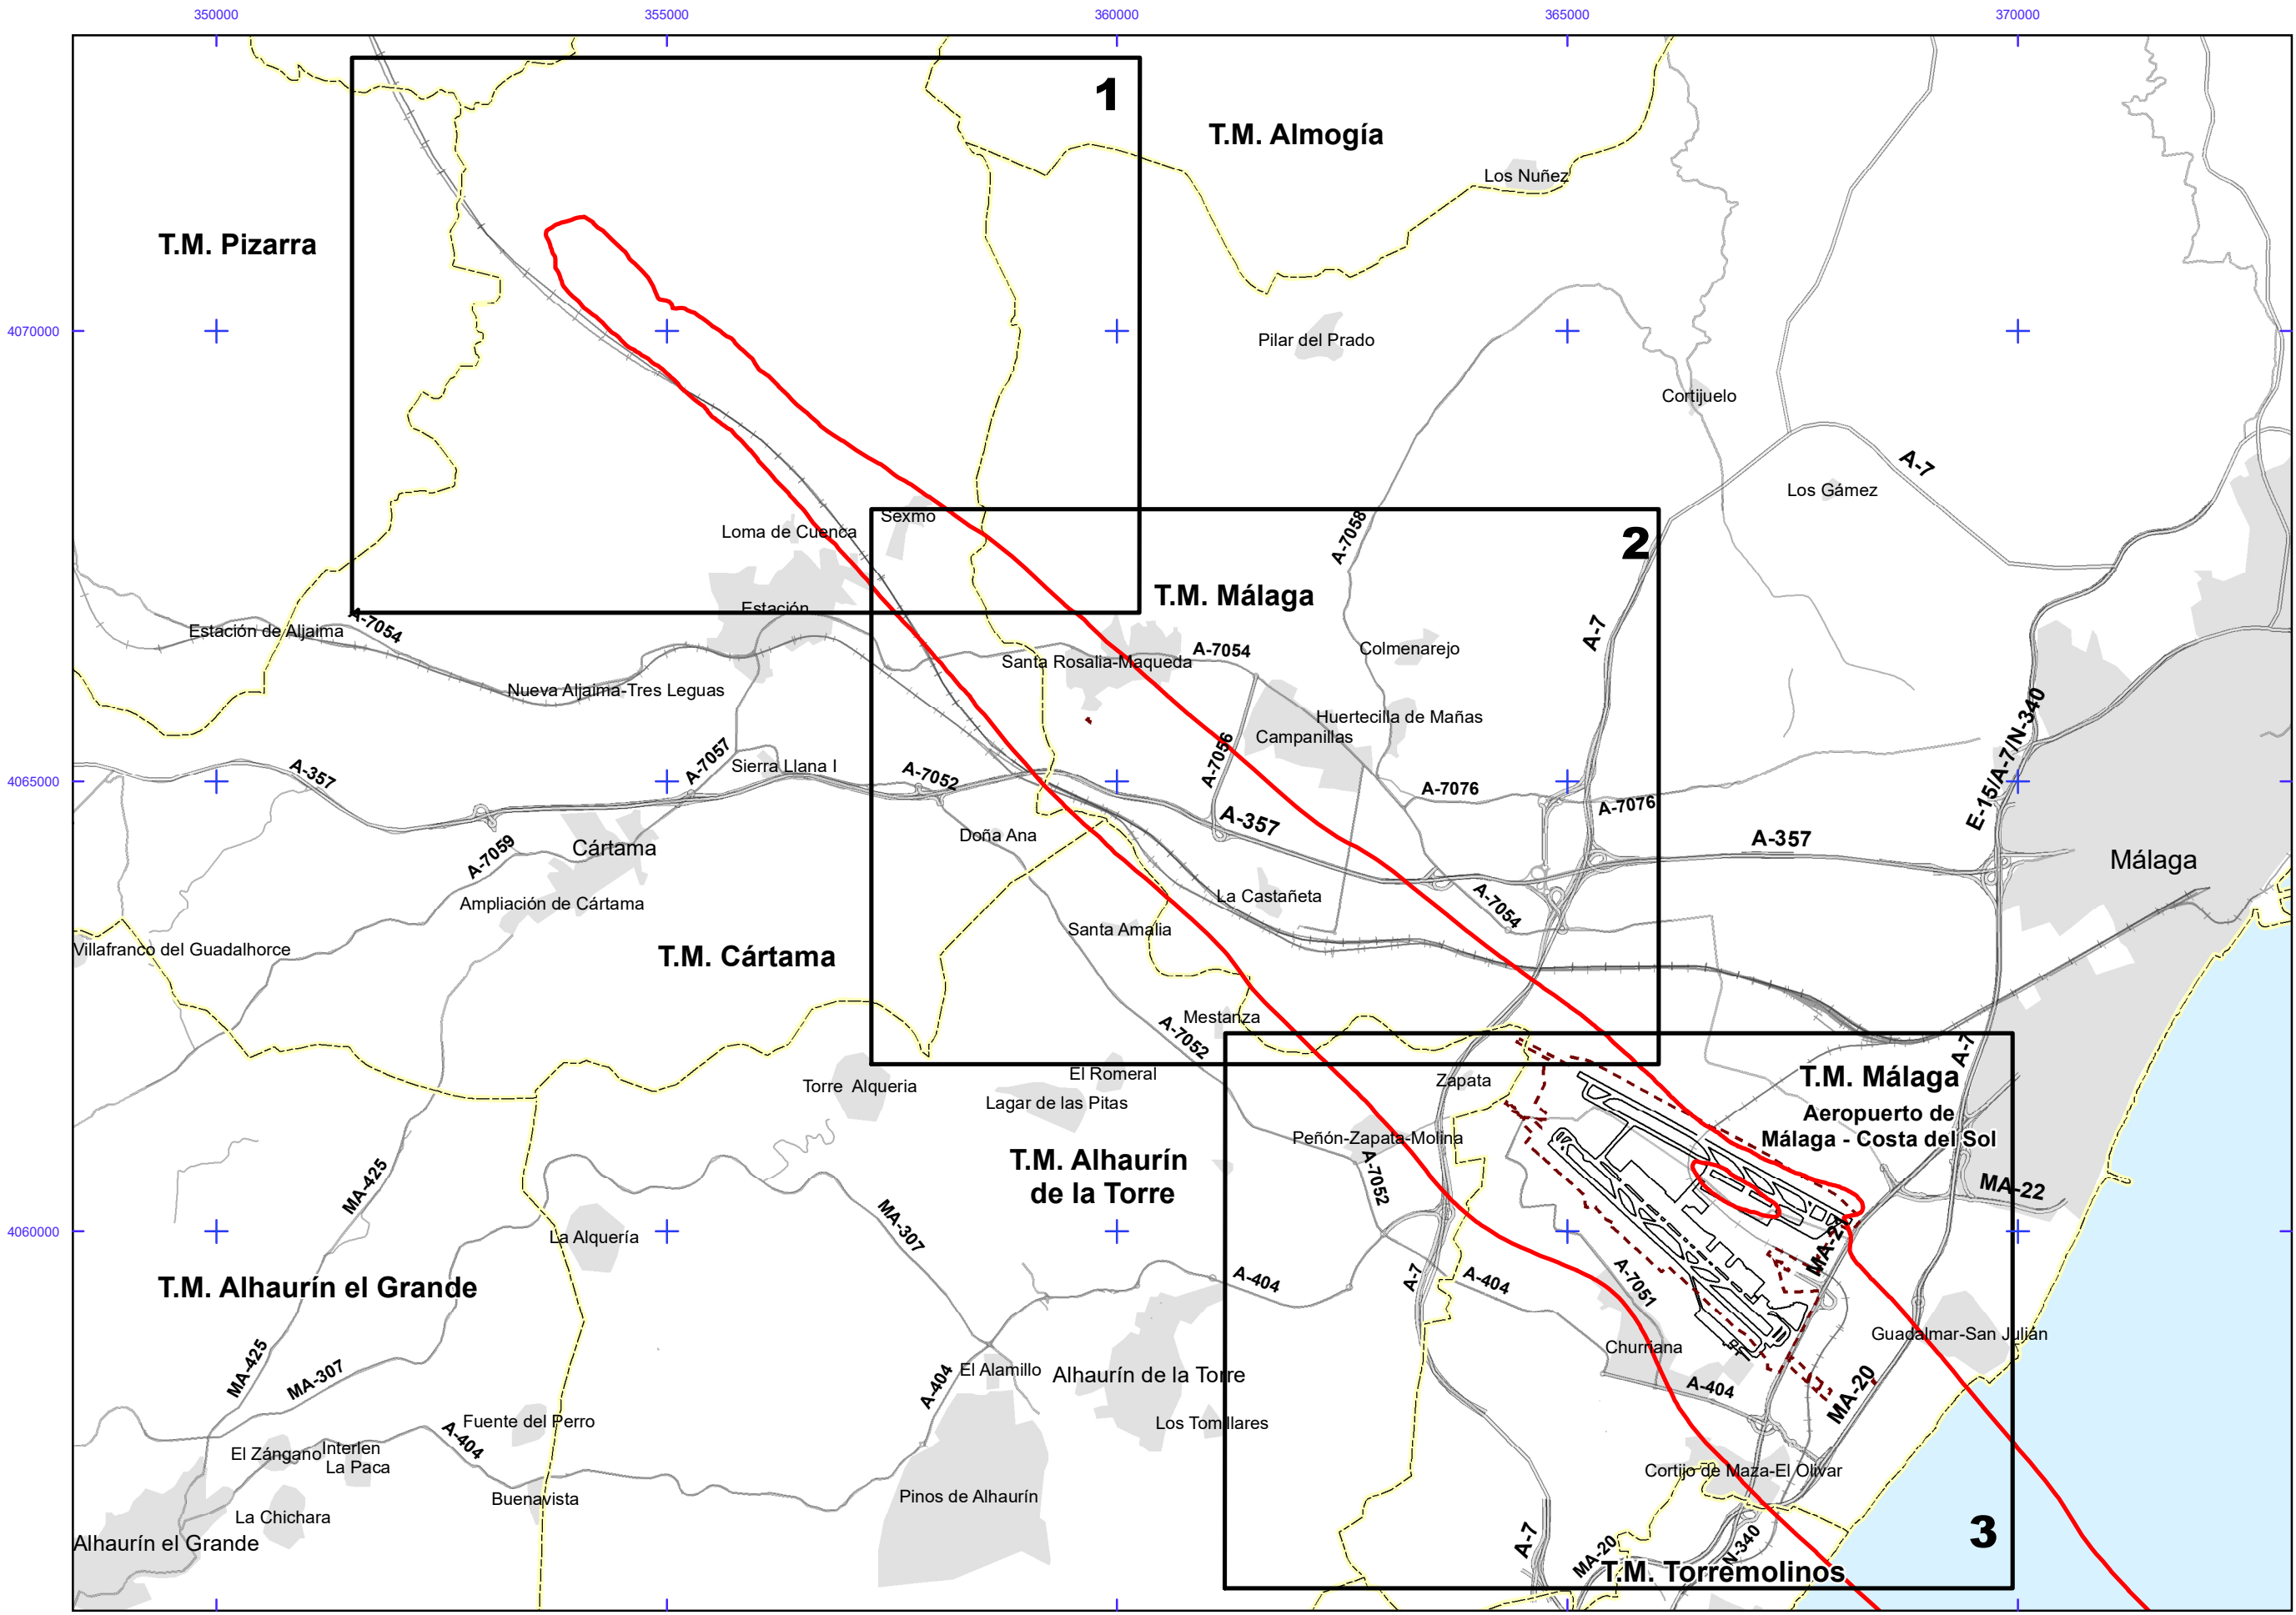 350000
355000
360000
365000
370000
1
T.M. Almogía
Los Nuñez
T.M. Pizarra
4070000
Pilar del Prado
Cortijuelo
A-7
Los Gámez
Sexmo
Loma de Cuenca
A-7058
2
T.M. Málaga
Estación
A-7054
Estación de Aljaima
A-7
Colmenarejo
A-7054
Santa Rosalia-Maqueda
Nueva Aljaima-Tres Leguas
Huertecilla de Mañas
Campanillas
E-15/A-7/N-340
A-7056
A-7057
Sierra Llana I
A-357
A-7052
4065000
A-7076
A-7076
A-357
A-357
Doña Ana
Cártama
A-7059
Málaga
La Castañeta
Ampliación de Cártama
A-7054
Santa Amalia
Villafranco del Guadalhorce
T.M. Cártama
Mestanza
A-7052
A-7
El Romeral
Zapata
T.M. Málaga
Torre Alqueria
Lagar de las Pitas
Aeropuerto de
Málaga - Costa del Sol
Peñón-Zapata-Molina
T.M. Alhaurín
de la Torre
A-7052
MA-22
MA-425
MA-307
4060000
La Alquería
MA-21
T.M. Alhaurín el Grande
A-404
A-7
A-404
A-7051
Guadalmar-San Julián
Churriana
MA-425
MA-307
El Alamillo
Alhaurín de la Torre
A-404
A-404
MA-20
Fuente del Perro
Los Tomillares
A-404
El Zángano
Interlen
La Paca
Cortijo de Maza-El Olivar
Pinos de Alhaurín
Buenavista
La Chichara
3
Alhaurín el Grande
A-7
MA-20
N-340
T.M. Torremolinos